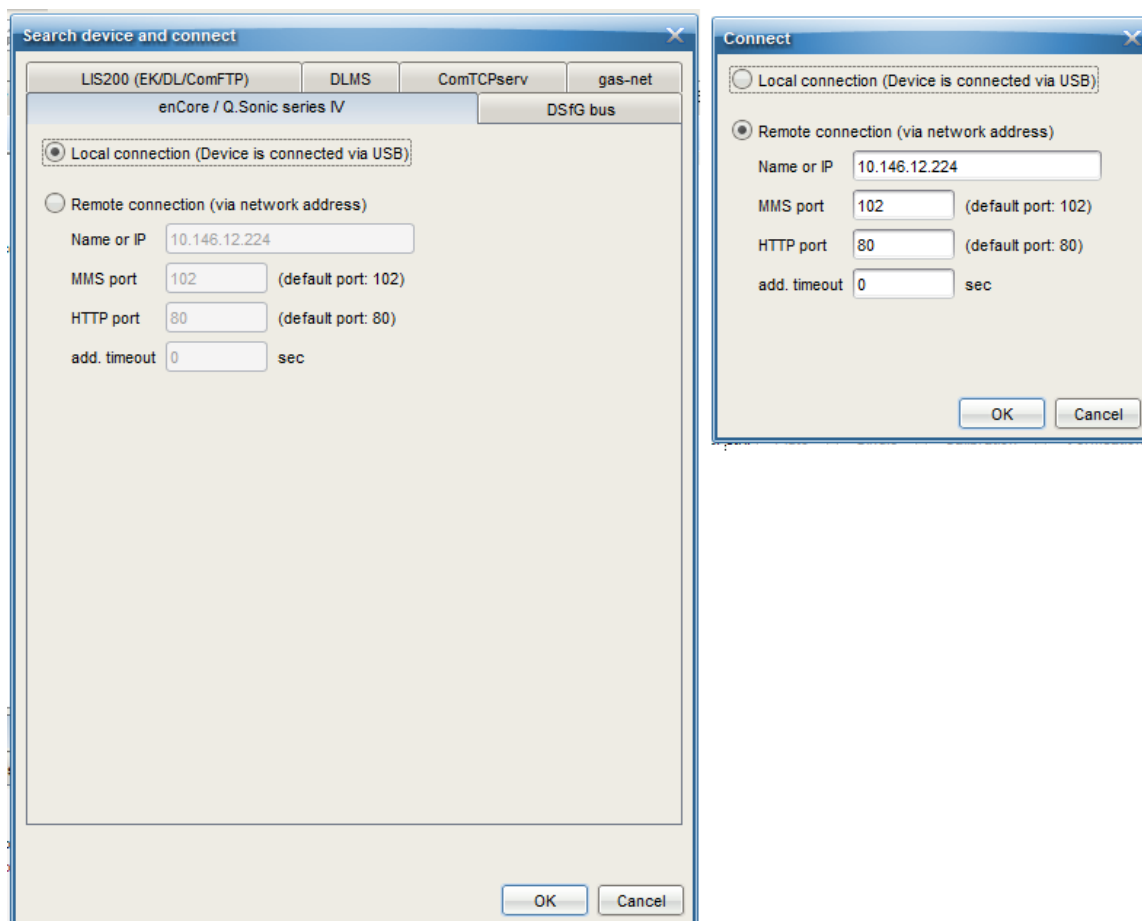 Search device and connect
LIS200 (EK/DL/ComFTP) DLMS ComTCPserv gas-net
enCore / Q.Sonic series IV DSfG bus
Local connection (Device is connected via USB)
Remote connection (via network address)
Name or IP 10.146.12.224
MMS port 102 (default port: 102)
HTTP port 80 (default port: 80)
add. timeout 0 sec
OK Cancel
Connect
Local connection (Device is connected via USB)
Remote connection (via network address)
Name or IP 10.146.12.224
MMS port 102 (default port: 102)
HTTP port 80 (default port: 80)
add. timeout 0 sec
OK Cancel